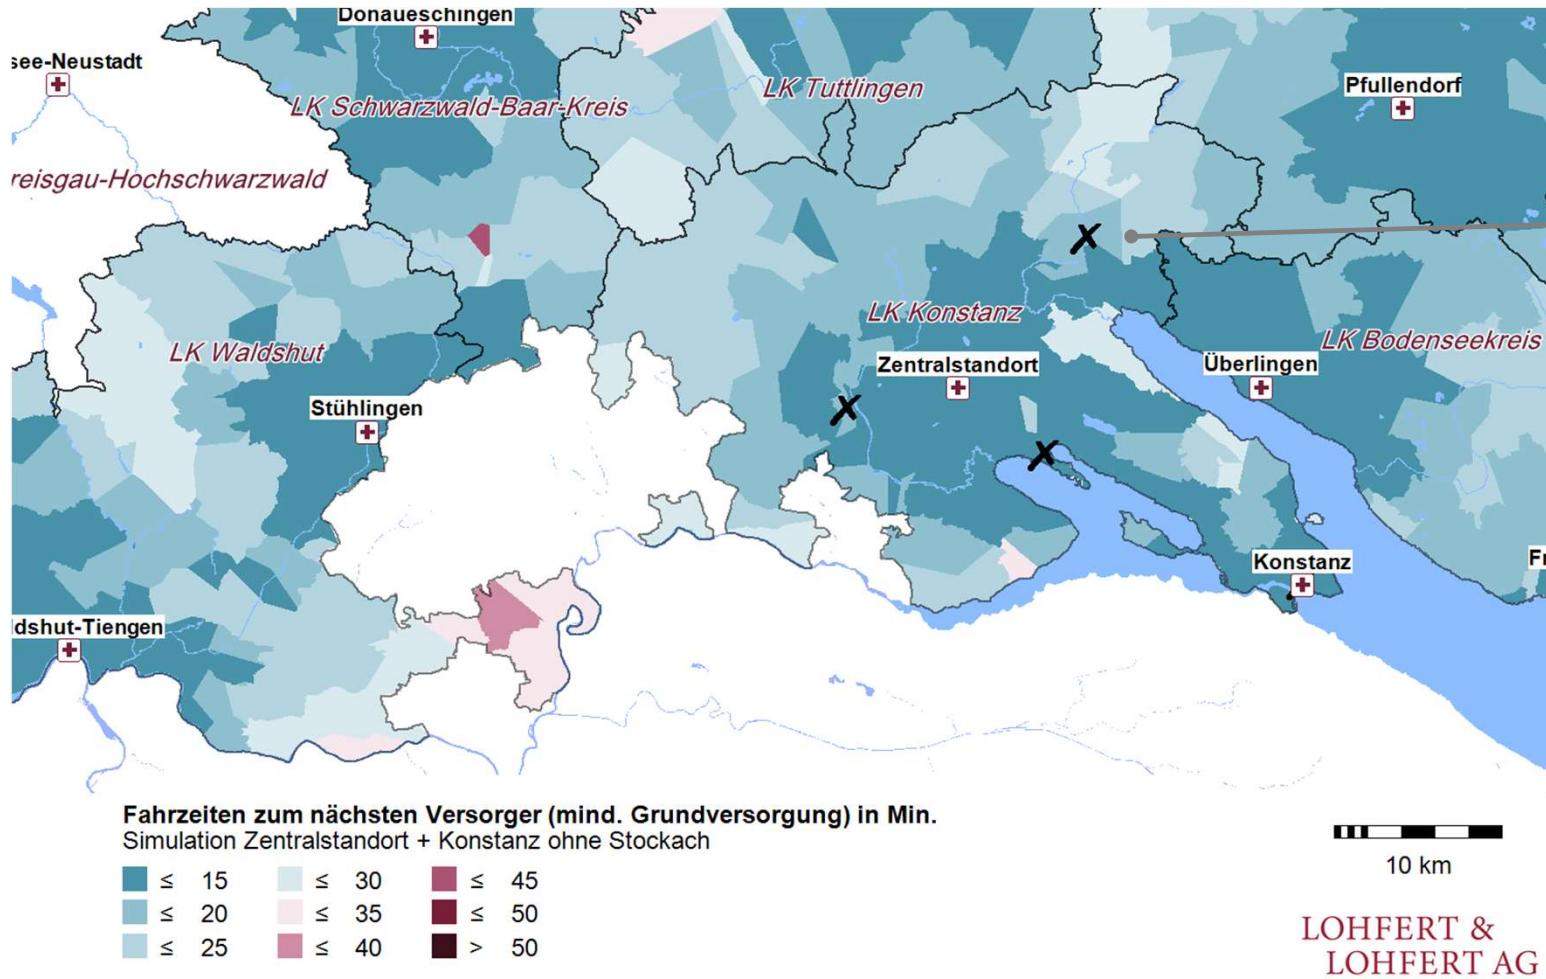 Donaueschingen
see-Neustadt
LK Tuttlingen
Pfullendorf
LK Schwarzwald-Baar-Kreis
reisgau-Hochschwarzwald
LK Konstanz
LK Waldshut
LK Bodenseekreis
Zentralstandort
Überlingen
Stühlingen
Konstanz
Fr
ldshut-Tiengen
Fahrzeiten zum nächsten Versorger (mind. Grundversorgung) in Min.
Simulation Zentralstandort + Konstanz ohne Stockach
≤ 15 ≤ 30 ≤ 45
≤ 20 ≤ 35 ≤ 50
≤ 25 ≤ 40 > 50
10 km
LOHFERT &
LOHFERT AG